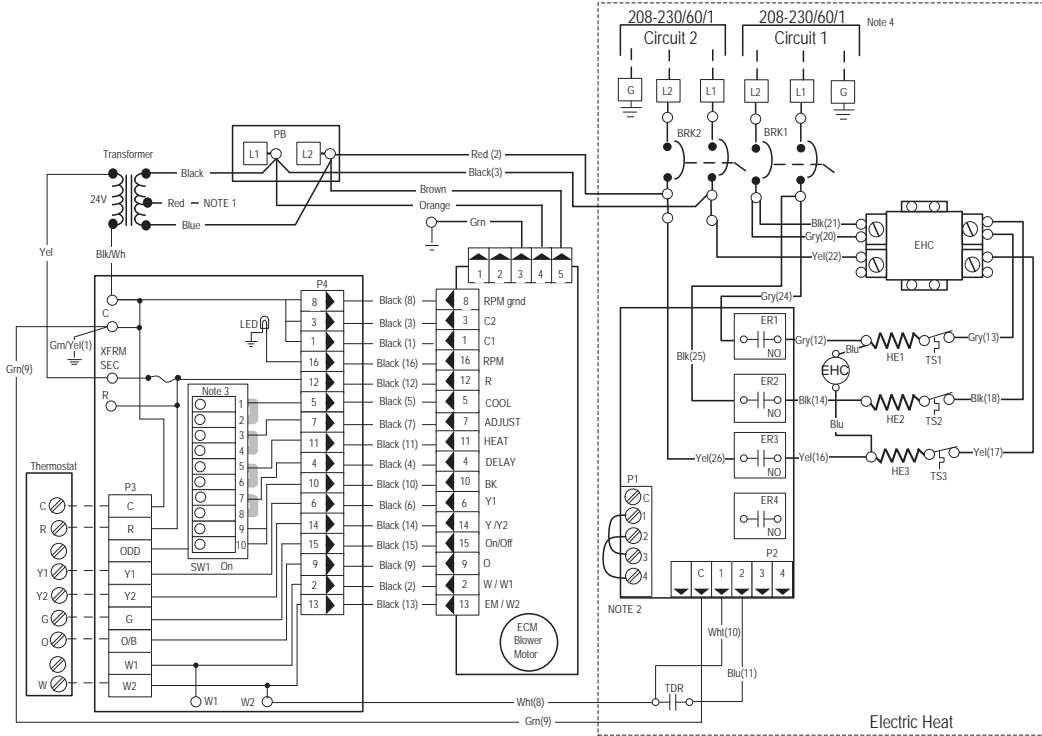 208-230/60/1
Circuit 2
208-230/60/1
Circuit 1
Note 4
G
L2
L1
L2
L1
G
BRK2
BRK1
PB
L1
L2
Transformer
24V
Black
Red
NOTE 1
Blue
Red (2)
Black(3)
Brown
Orange
Grn
Yel
Blk/Wh
Blk(21)
Gry(20)
Yel(22)
EHC
1
2
3
4
5
C
Grn/Yel(1)
Grn(9)
XFRM
SEC
R
LED
P4
8
Black (8)
8
RPM grnd
3
Black (3)
3
C2
1
Black (1)
1
C1
16
Black (16)
16
RPM
12
Black (12)
12
R
5
Black (5)
5
COOL
7
Black (7)
7
ADJUST
11
Black (11)
11
HEAT
4
Black (4)
4
DELAY
10
Black (10)
10
BK
6
Black (6)
6
Y1
14
Black (14)
14
Y /Y2
15
Black (15)
15
On/Off
9
Black (9)
9
O
2
Black (2)
2
W / W1
13
Black (13)
13
EM / W2
ECM
Blower
Motor
Note 3
1
2
3
4
5
6
7
8
9
10
SW1
On
Thermostat
C
R
Y1
Y2
G
O
W
P3
C
R
ODD
Y1
Y2
G
O/B
W1
W2
W1
W2
Gry(24)
Blk(25)
ER1
NO
Gry(12)
Blu
HE1
TS1
Gry(13)
EHC
ER2
NO
Blk(14)
HE2
TS2
Blk(18)
Blu
Yel(26)
ER3
NO
Yel(16)
HE3
TS3
Yel(17)
ER4
NO
P1
C
1
2
3
4
NOTE 2
P2
C
1
2
3
4
Wht(10)
Blu(11)
TDR
Wht(8)
Grn(9)
Electric Heat